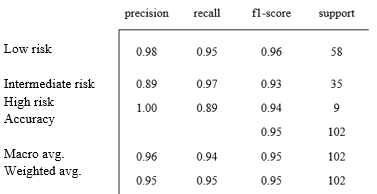 precision recall f1-score support
Low risk 0.98 0.95 0.96 58
Intermediate risk 0.89 0.97 0.93 35
High risk 1.00 0.89 0.94 9
Accuracy 0.95 102
Macro avg. 0.96 0.94 0.95 102
Weighted avg. 0.95 0.95 0.95 102